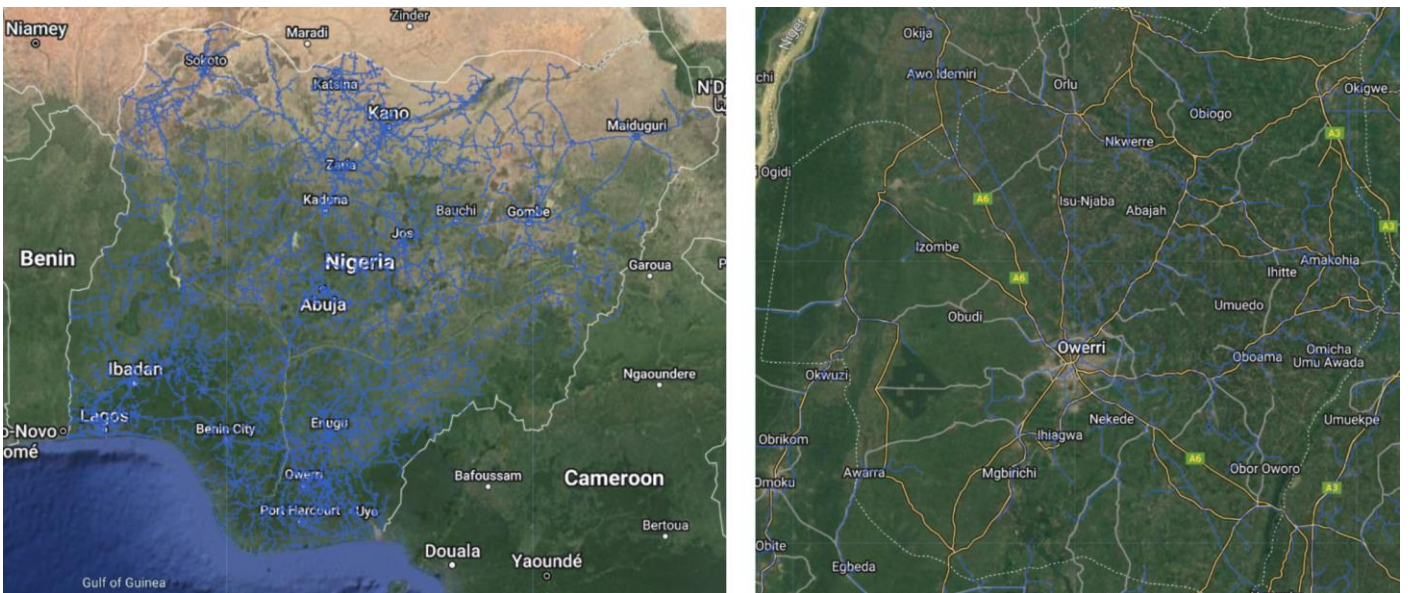 Niamey
Zinder
Maradi
Sokoto
Katsina
Kano
Maiduguri
Zaria
Kaduna
Bauchi
Gombe
Jos
Benin
Nigeria
Garoua
Abuja
Ibadan
Ngaoundere
Lagos
Benin City
Enugu
o-Novo
omé
Owerri
Bafoussam
Cameroon
Port Harcourt
Uyo
Bertoua
Douala
Yaoundé
Gulf of Guinea
Niger
Okija
chi
Awo Idemiri
Orlu
Okigwe
Obiogo
A3
Nkwerre
Ogidi
A6
Isu-Njaba
Abajah
A3
Izombe
Amakohia
Ihitte
A6
Umuedo
Obudi
Owerri
Oboama
Omicha
Umu Awada
Okwuzi
Nekede
Umuekpe
Ihiagwa
Obrikom
A6
Awarra
Mgbirichi
Obor Oworo
Omoku
A3
Obite
Egbeda